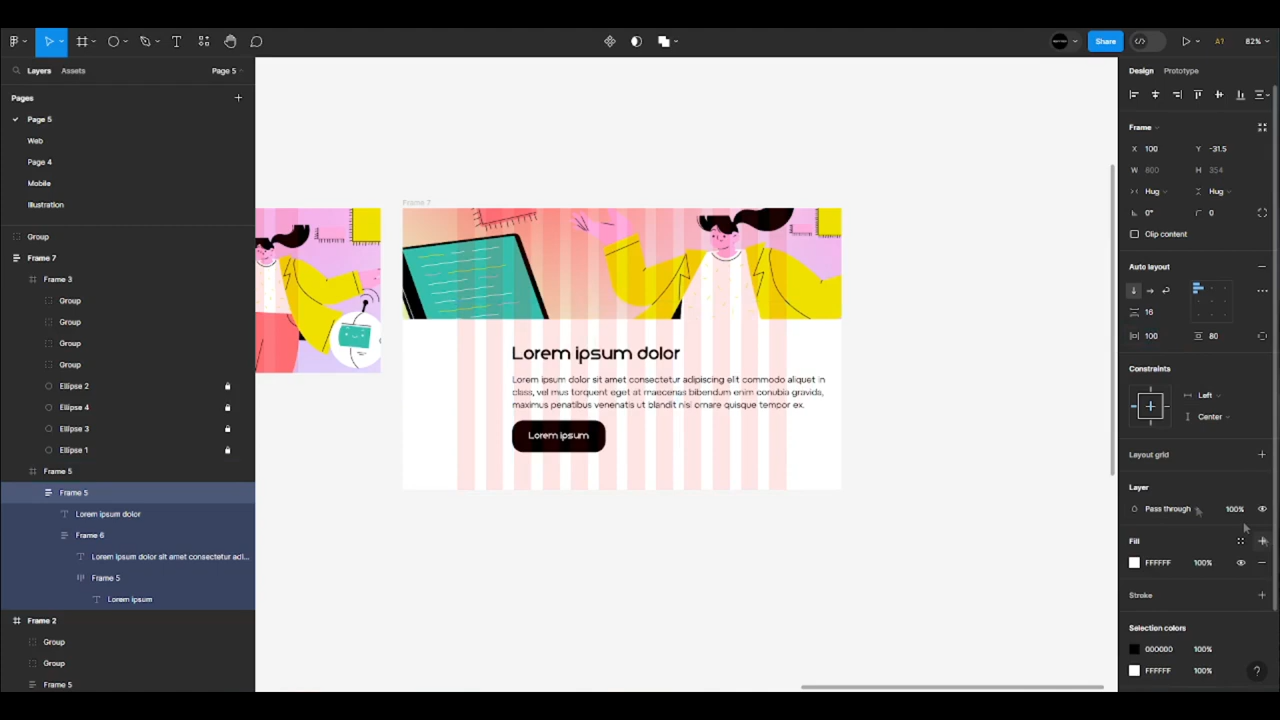 Share
82%
Layers
Assets
Page 5
Design
Prototype
Pages
Page 5
Web
Page 4
Mobile
Illustration
Group
Frame 7
Frame 3
Group
Group
Group
Group
Ellipse 2
Ellipse 4
Ellipse 3
Ellipse 1
Frame 5
Frame 5
Lorem ipsum dolor
Frame 6
Lorem ipsum dolor sit amet consectetur adi...
Frame 5
Lorem ipsum
Frame 2
Group
Group
Frame 5
Frame 7
Lorem ipsum dolor
Lorem ipsum dolor sit amet consectetur adipiscing elit commodo aliquet in
class, vel mus torquent eget at maecenas bibendum enim conubia gravida,
maximus penatibus venenatis ut blandit nisi ornare quisque tempor ex.
Lorem ipsum
Frame
X 100 Y -31.5
W 800 H 354
Hug Hug
0° 0
Clip content
Auto layout
16
100 80
Constraints
Left
Center
Layout grid
Layer
Pass through 100%
Fill
FFFFFF 100%
Stroke
Selection colors
000000 100%
FFFFFF 100%
?